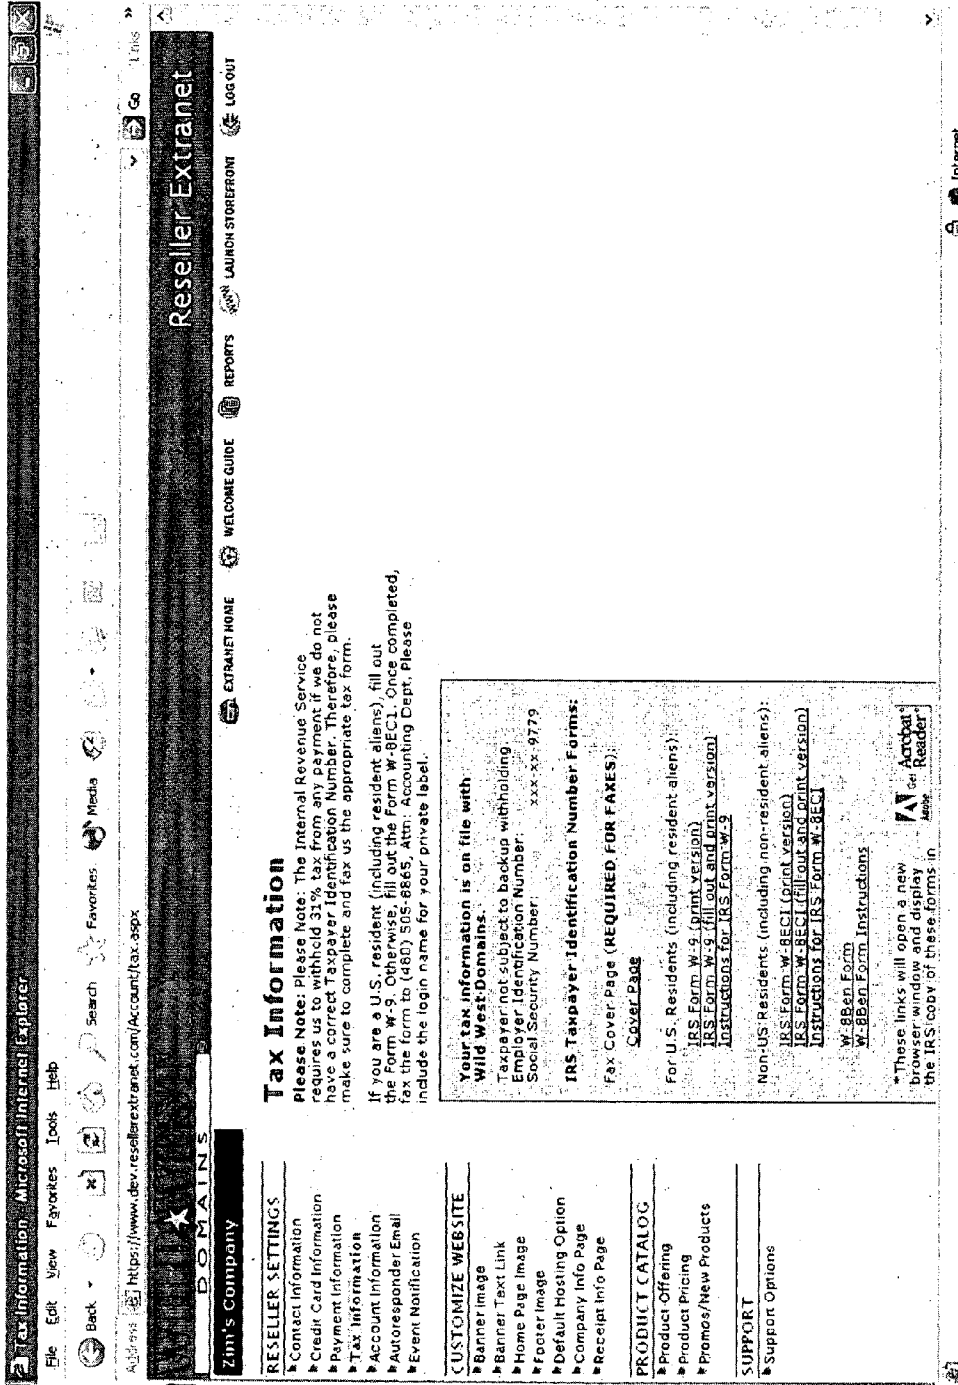 Tax Information - Microsoft Internet Explorer
File Edit View Favorites Tools Help
Back Search Favorites Media
Address https://www.dev.resellerextranet.com/Account/tax.aspx Go Links »
DOMAINS
Reseller Extranet
Zim's Company
EXTRANET HOME WELCOME GUIDE REPORTS WWW LAUNCH STOREFRONT LOG OUT
RESELLER SETTINGS
Contact Information
Credit Card Information
Payment Information
Tax Information
Account Information
Autoresponder Email
Event Notification
CUSTOMIZE WEBSITE
Banner image
Banner Text Link
Home Page Image
Footer Image
Default Hosting Option
Company Info Page
Receipt Info Page
PRODUCT CATALOG
Product Offering
Product Pricing
Promos/New Products
SUPPORT
Support Options
Tax Information
Please Note: Please Note: The Internal Revenue Service
requires us to withhold 31% tax from any payment if we do not
have a correct Taxpayer Identification Number. Therefore, please
make sure to complete and fax us the appropriate tax form.
If you are a U.S. resident (including resident aliens), fill out
the Form W-9. Otherwise, fill out the Form W-8EC1. Once completed,
fax the form to (480) 505-8865, Attn: Accounting Dept. Please
include the login name for your private label.
Your tax information is on file with
Wild West Domains.
Taxpayer not subject to backup withholding.
Employer Identification Number:
Social Security Number: xxx-xx-9779
IRS Taxpayer Identification Number Forms:
Fax Cover Page (REQUIRED FOR FAXES):
Cover Page
For U.S. Residents (including resident aliens):
IRS Form W-9 (print version)
IRS Form W-9 (fill out and print version)
Instructions for IRS Form W-9
Non-US Residents (including non-resident aliens):
IRS Form W-8ECI (print version)
IRS Form W-8ECI (fill out and print version)
Instructions for IRS Form W-8ECI
W-8Ben Form
W-8Ben Form Instructions
*These links will open a new
browser window and display
the IRS copy of these forms in
Adobe Get Acrobat Reader
Internet